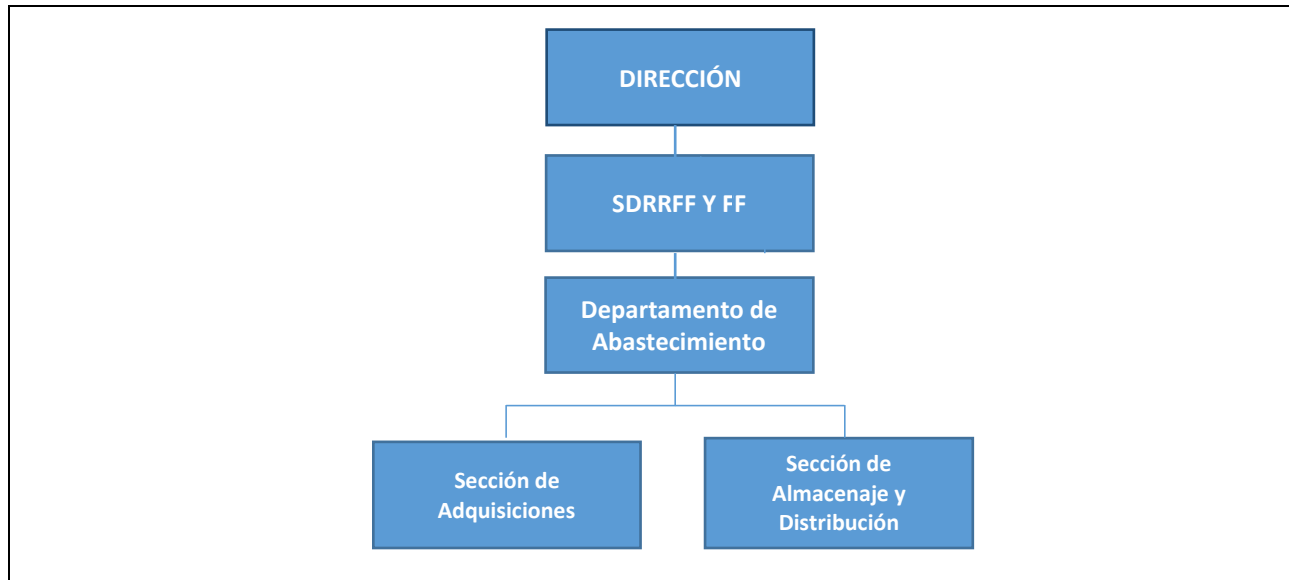 DIRECCIÓN
SDRRFF Y FF
Departamento de
Abastecimiento
Sección de
Adquisiciones
Sección de
Almacenaje y
Distribución